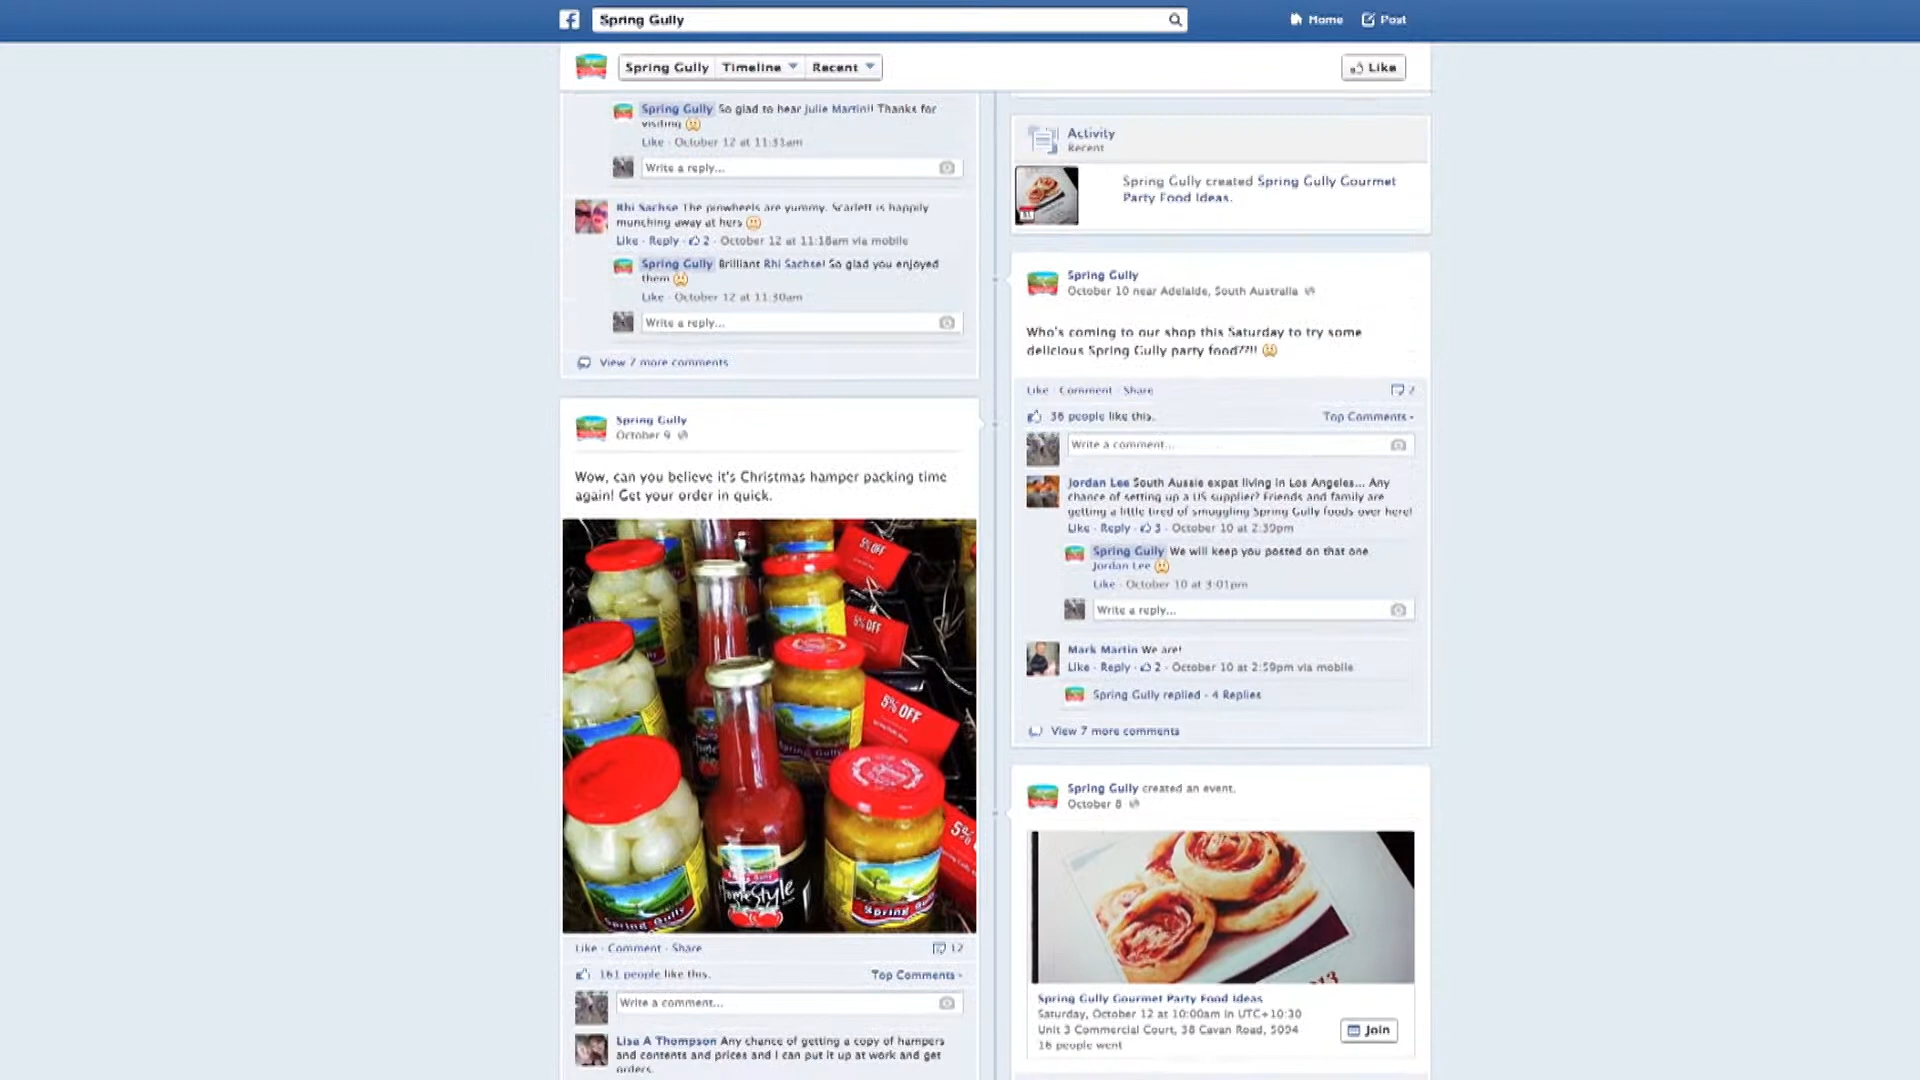 Spring Gully
Home
Post
Spring Gully
Timeline
Recent
Like
Spring Gully So glad to hear Julie Martin!! Thanks for
visiting
Like · October 12 at 11:31am
Write a reply...
Rhi Sachse The pinwheels are yummy. Scarlett is happily
munching away at hers
Like · Reply · 2 · October 12 at 11:18am via mobile
Spring Gully Brilliant Rhi Sachse! So glad you enjoyed
them
Like · October 12 at 11:30am
Write a reply...
View 7 more comments
Spring Gully
October 9
Wow, can you believe it's Christmas hamper packing time
again! Get your order in quick.
5% OFF
5% OFF
5% OFF
5%
Spring Gully
Spring Gully
HomeStyle
Spring Gully
Like · Comment · Share
12
161 people like this.
Top Comments
Write a comment...
Lisa A Thompson Any chance of getting a copy of hampers
and contents and prices and I can put it up at work and get
orders.
Activity
Recent
Spring Gully created Spring Gully Gourmet
Party Food Ideas.
Spring Gully
October 10 near Adelaide, South Australia
Who's coming to our shop this Saturday to try some
delicious Spring Gully party food??!!
Like · Comment · Share
2
36 people like this.
Top Comments
Write a comment...
Jordan Lee South Aussie expat living in Los Angeles... Any
chance of setting up a US supplier? Friends and family are
getting a little tired of smuggling Spring Gully foods over here!
Like · Reply · 3 · October 10 at 2:39pm
Spring Gully We will keep you posted on that one
Jordan Lee
Like · October 10 at 3:01pm
Write a reply...
Mark Martin We are!
Like · Reply · 2 · October 10 at 2:59pm via mobile
Spring Gully replied · 4 Replies
View 7 more comments
Spring Gully created an event.
October 8
Spring Gully Gourmet Party Food Ideas
Saturday, October 12 at 10:00am in UTC+10:30
Unit 3 Commercial Court, 38 Cavan Road, 5094
16 people went
Join